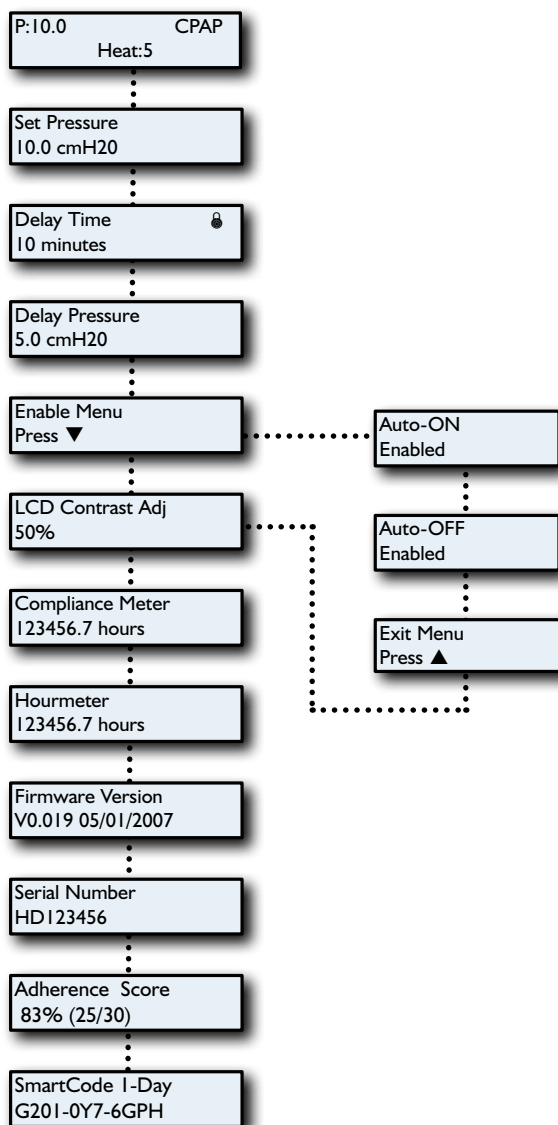 P:10.0 CPAP
Heat:5
Set Pressure
10.0 cmH20
Delay Time
10 minutes
Delay Pressure
5.0 cmH20
Enable Menu
Press ▼
Auto-ON
Enabled
Auto-OFF
Enabled
Exit Menu
Press ▲
LCD Contrast Adj
50%
Compliance Meter
123456.7 hours
Hourmeter
123456.7 hours
Firmware Version
V0.019 05/01/2007
Serial Number
HD123456
Adherence Score
83% (25/30)
SmartCode 1-Day
G201-0Y7-6GPH